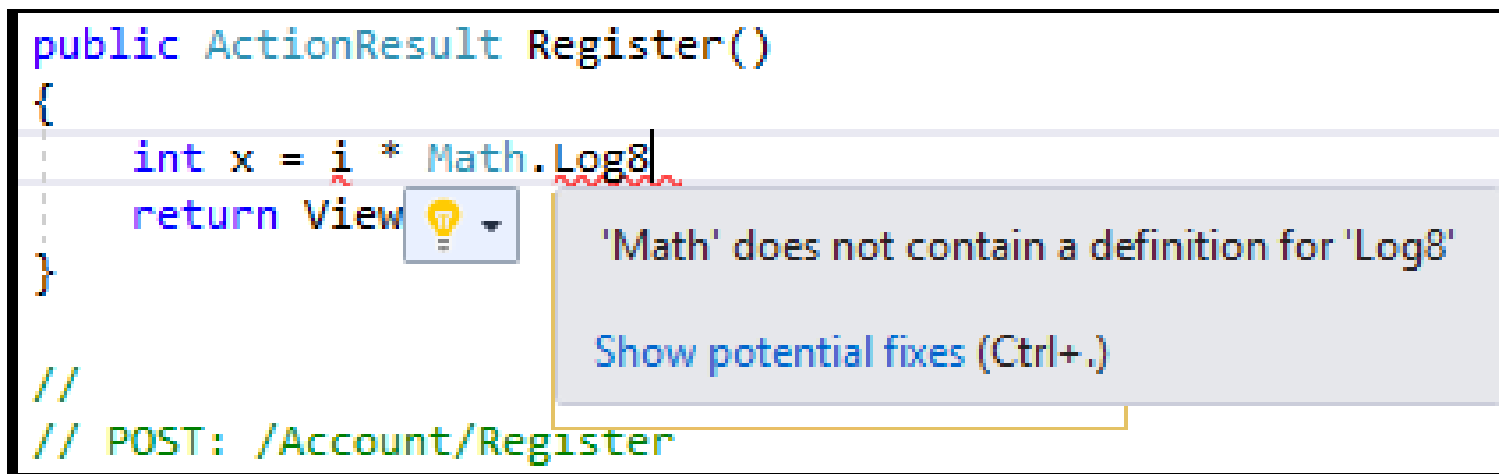 public ActionResult Register()
{
int x = i * Math.Log8
return View
'Math' does not contain a definition for 'Log8'
}
Show potential fixes (Ctrl+.)
//
// POST: /Account/Register